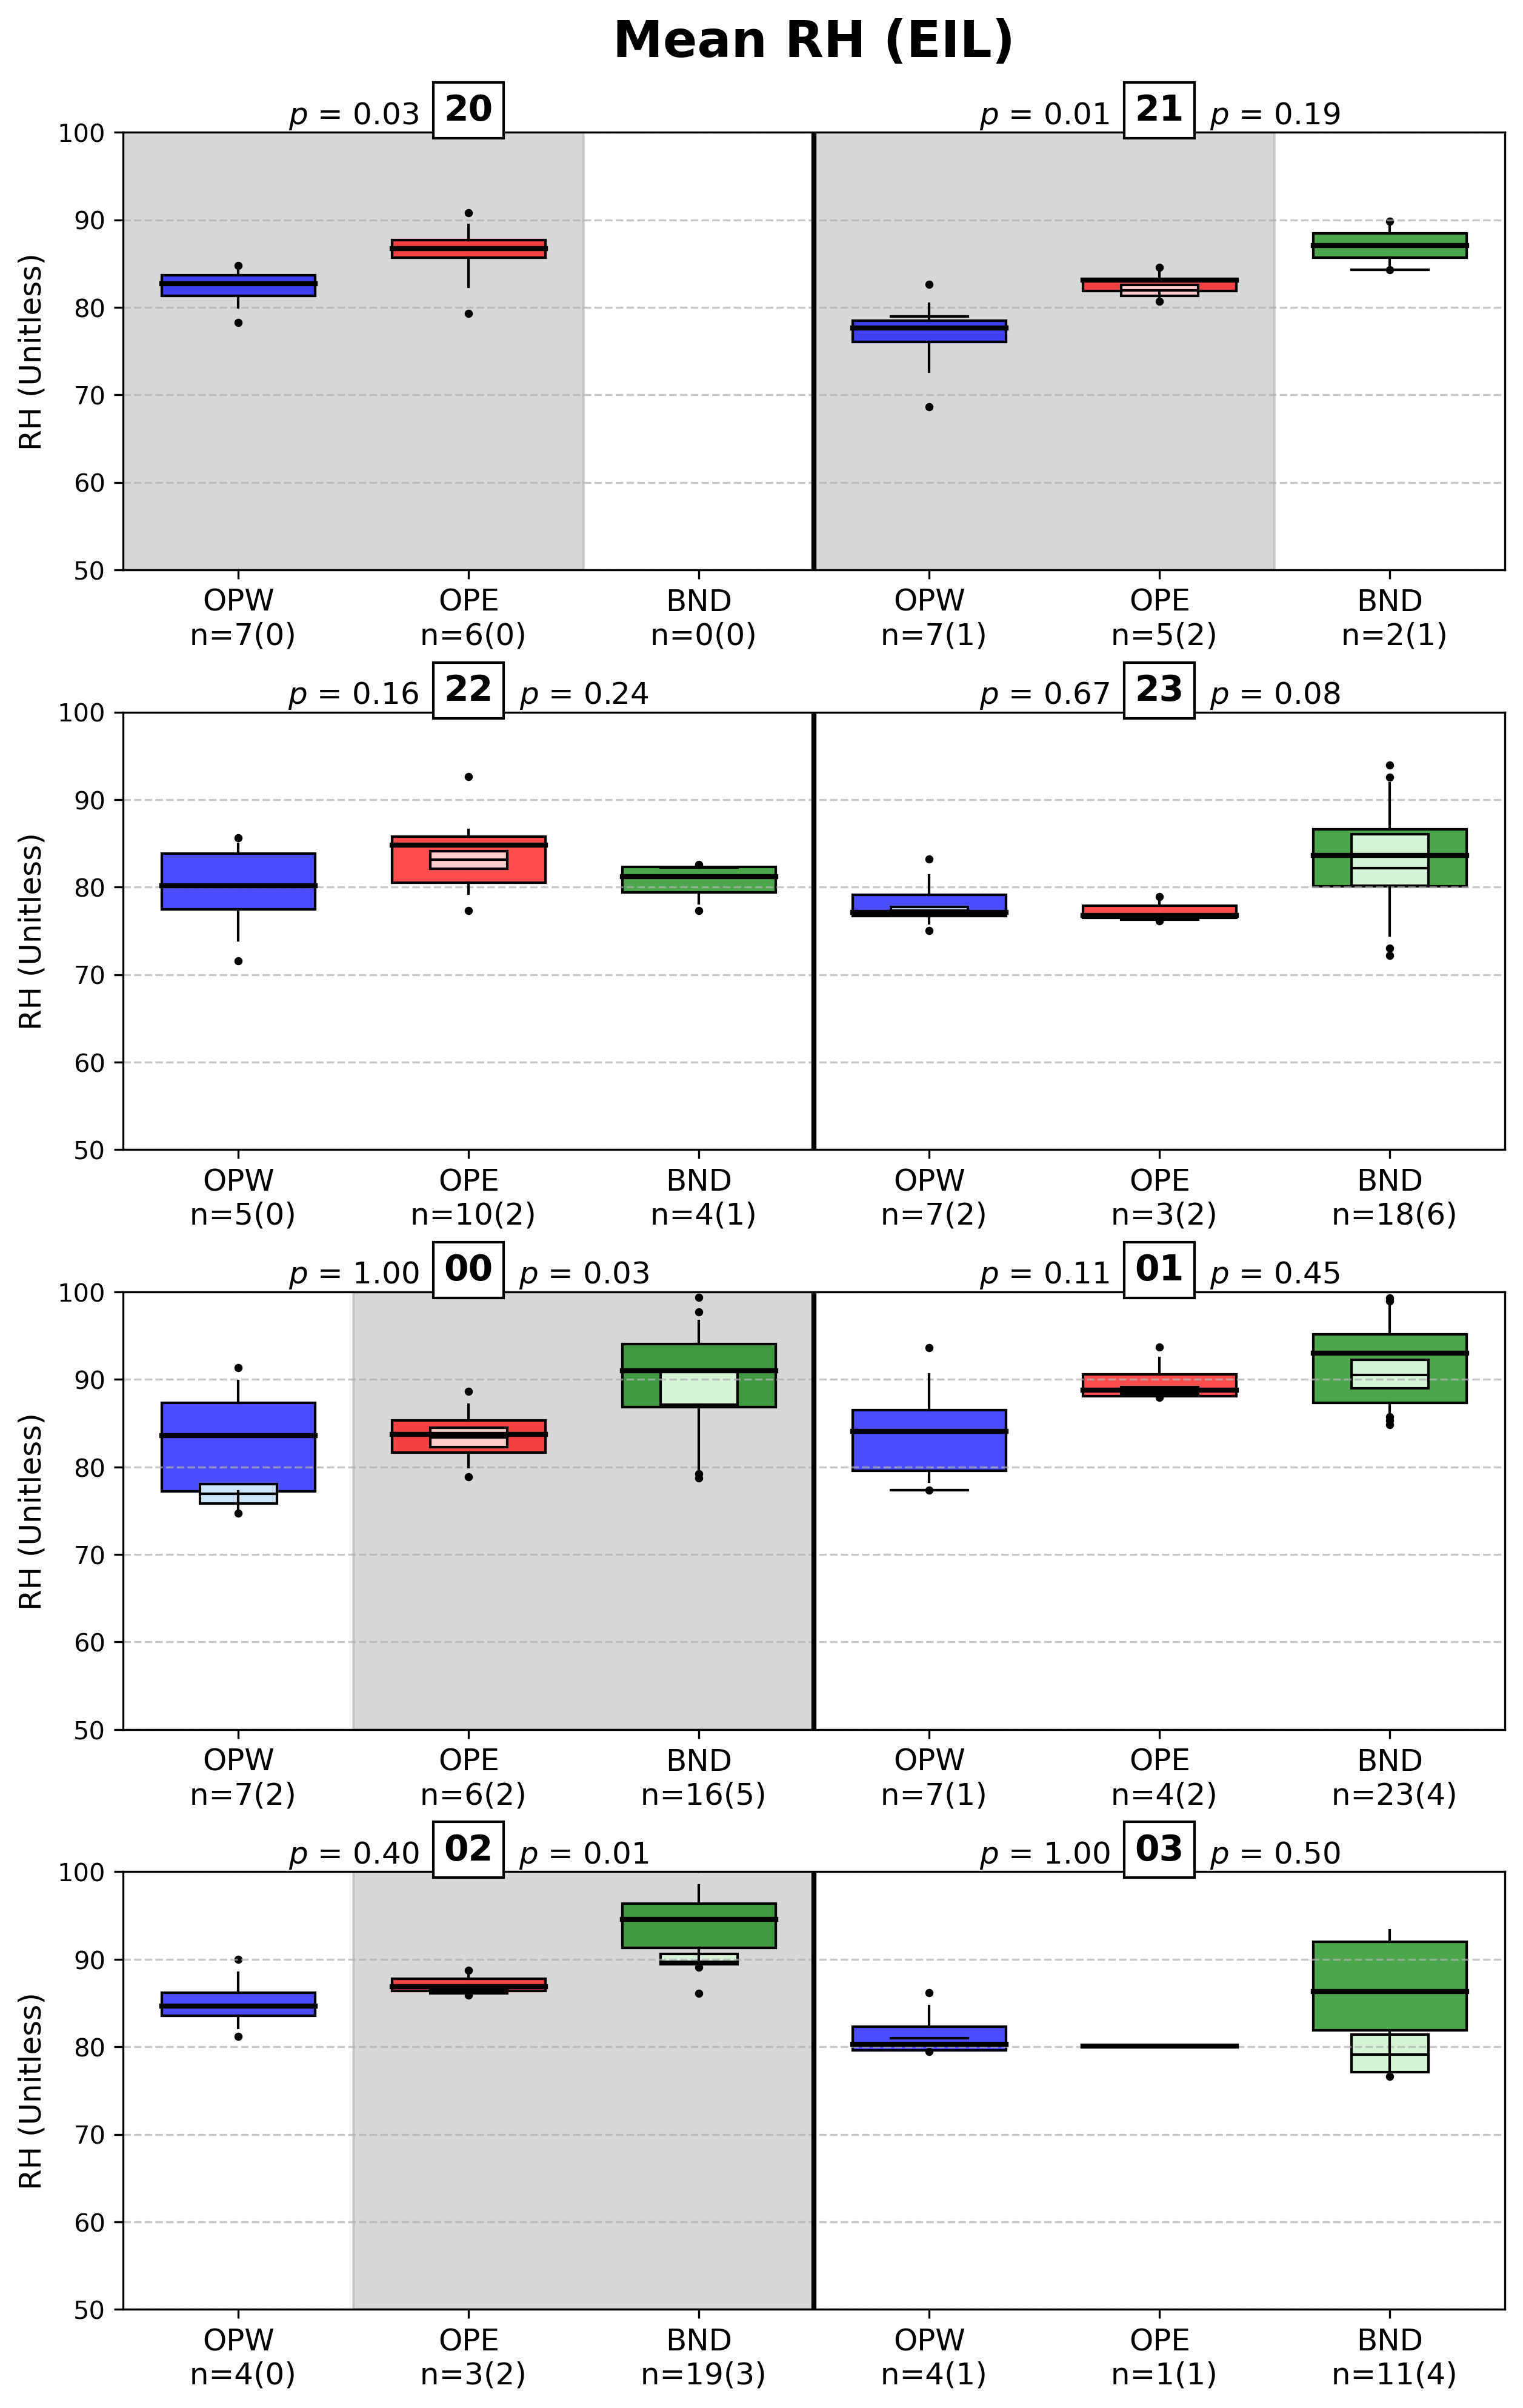 Mean RH (EIL)
p = 0.03 20
p = 0.01 21 p = 0.19
100
90
80
70
60
50
RH (Unitless)
OPW OPE BND OPW OPE BND
n=7(0) n=6(0) n=0(0) n=7(1) n=5(2) n=2(1)
p = 0.16 22 p = 0.24
p = 0.67 23 p = 0.08
100
90
80
70
60
50
RH (Unitless)
OPW OPE BND OPW OPE BND
n=5(0) n=10(2) n=4(1) n=7(2) n=3(2) n=18(6)
p = 1.00 00 p = 0.03
p = 0.11 01 p = 0.45
100
90
80
70
60
50
RH (Unitless)
OPW OPE BND OPW OPE BND
n=7(2) n=6(2) n=16(5) n=7(1) n=4(2) n=23(4)
p = 0.40 02 p = 0.01
p = 1.00 03 p = 0.50
100
90
80
70
60
50
RH (Unitless)
OPW OPE BND OPW OPE BND
n=4(0) n=3(2) n=19(3) n=4(1) n=1(1) n=11(4)